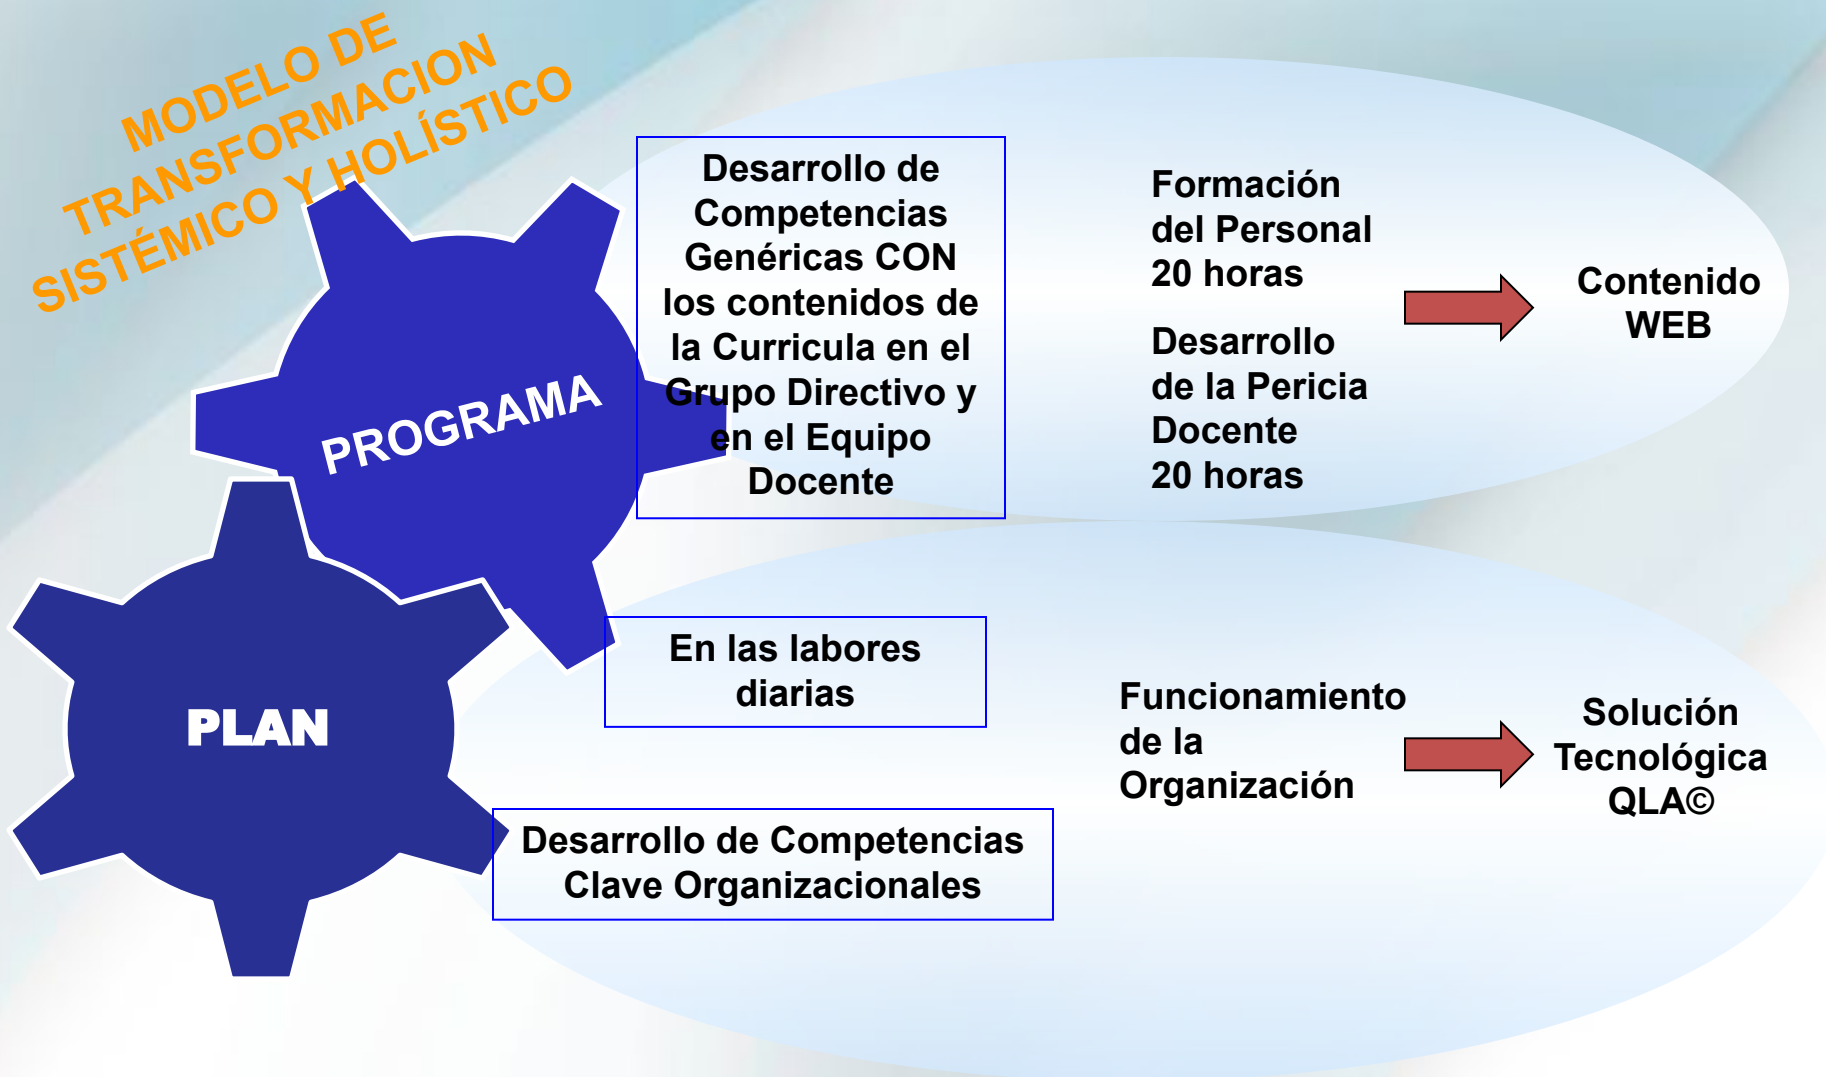 MODELO DE
TRANSFORMACION
SISTÉMICO Y HOLÍSTICO
PROGRAMA
Desarrollo de
Competencias
Genéricas CON
los contenidos de
la Curricula en el
Grupo Directivo y
en el Equipo
Docente
Formación
del Personal
20 horas
Desarrollo
de la Pericia
Docente
20 horas
Contenido
WEB
PLAN
En las labores
diarias
Desarrollo de Competencias
Clave Organizacionales
Funcionamiento
de la
Organización
Solución
Tecnológica
QLA©